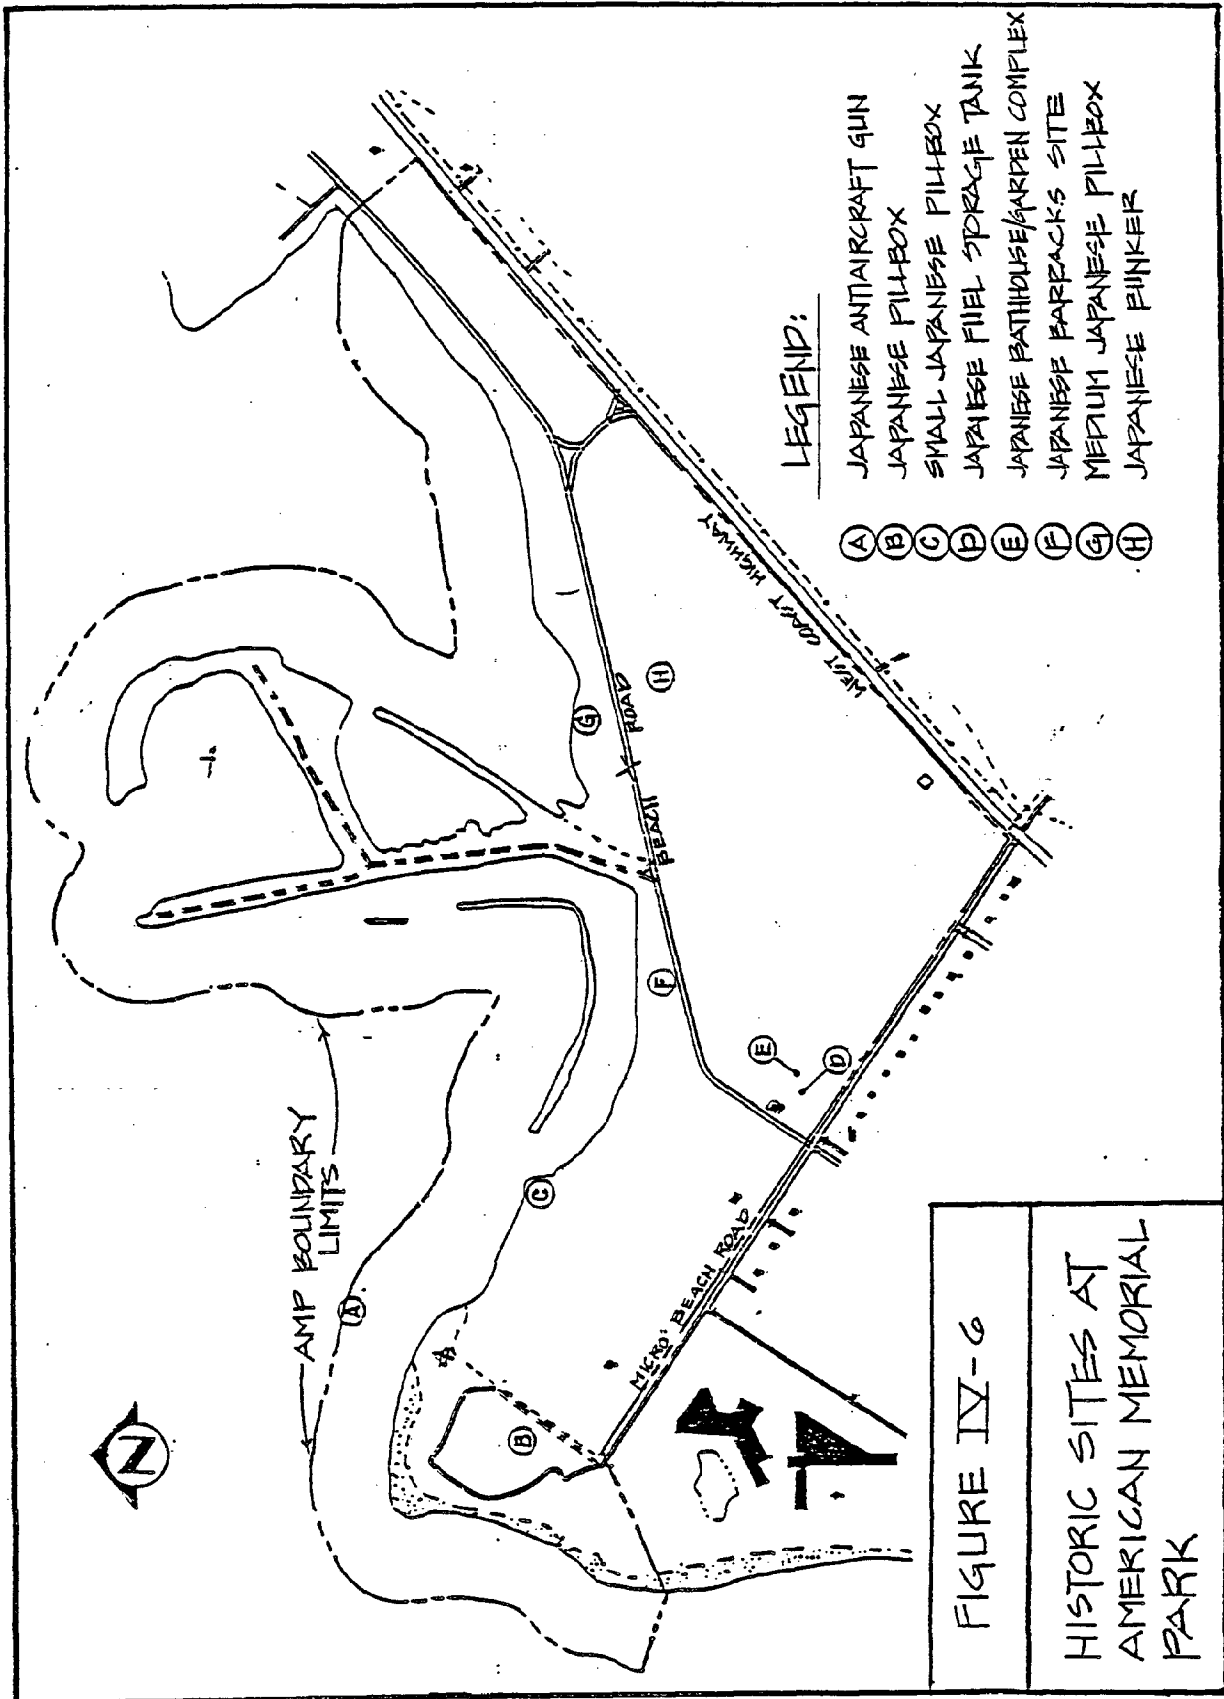 N
AMP BOUNDARY
LIMITS
A
B
C
D
E
F
G
H
BEACH ROAD
MICRO BEACH ROAD
WEST COAST HIGHWAY
LEGEND:
A JAPANESE ANTIAIRCRAFT GUN
B JAPANESE PILLBOX
C SMALL JAPANESE PILLBOX
D JAPANESE FUEL STORAGE TANK
E JAPANESE BATHHOUSE/GARDEN COMPLEX
F JAPANESE BARRACKS SITE
G MEDIUM JAPANESE PILLBOX
H JAPANESE BUNKER
FIGURE IV-6
HISTORIC SITES AT
AMERICAN MEMORIAL
PARK